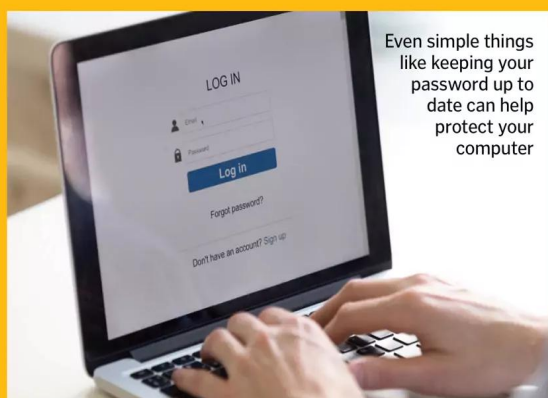 LOG IN
Email
Password
Log in
Forgot password?
Don't have an account? Sign up
Even simple things
like keeping your
password up to
date can help
protect your
computer